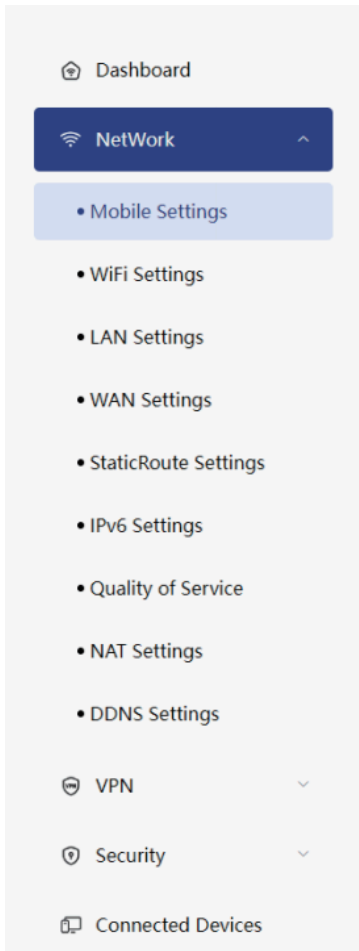 Dashboard
NetWork
• Mobile Settings
• WiFi Settings
• LAN Settings
• WAN Settings
• StaticRoute Settings
• IPv6 Settings
• Quality of Service
• NAT Settings
• DDNS Settings
VPN
Security
Connected Devices